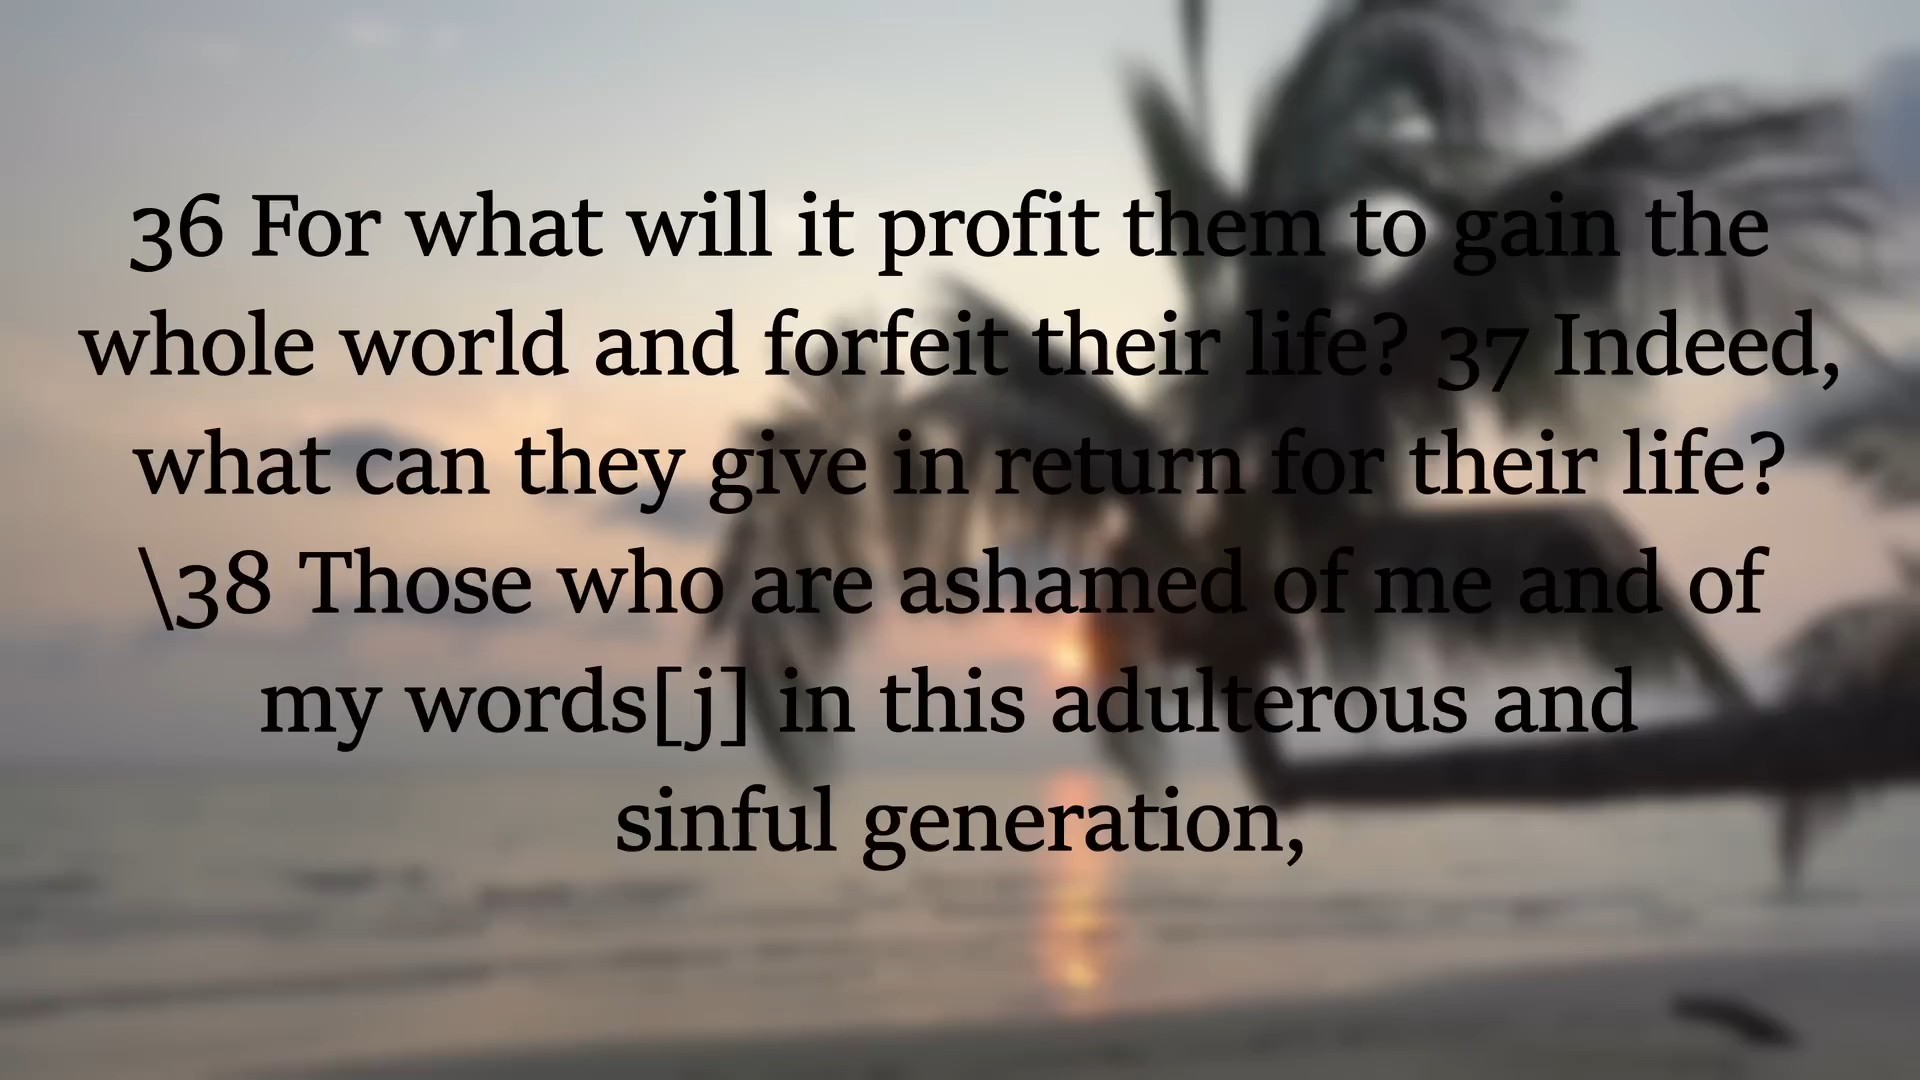 36 For what will it profit them to gain the
whole world and forfeit their life? 37 Indeed,
what can they give in return for their life?
\38 Those who are ashamed of me and of
my words[j] in this adulterous and
sinful generation,